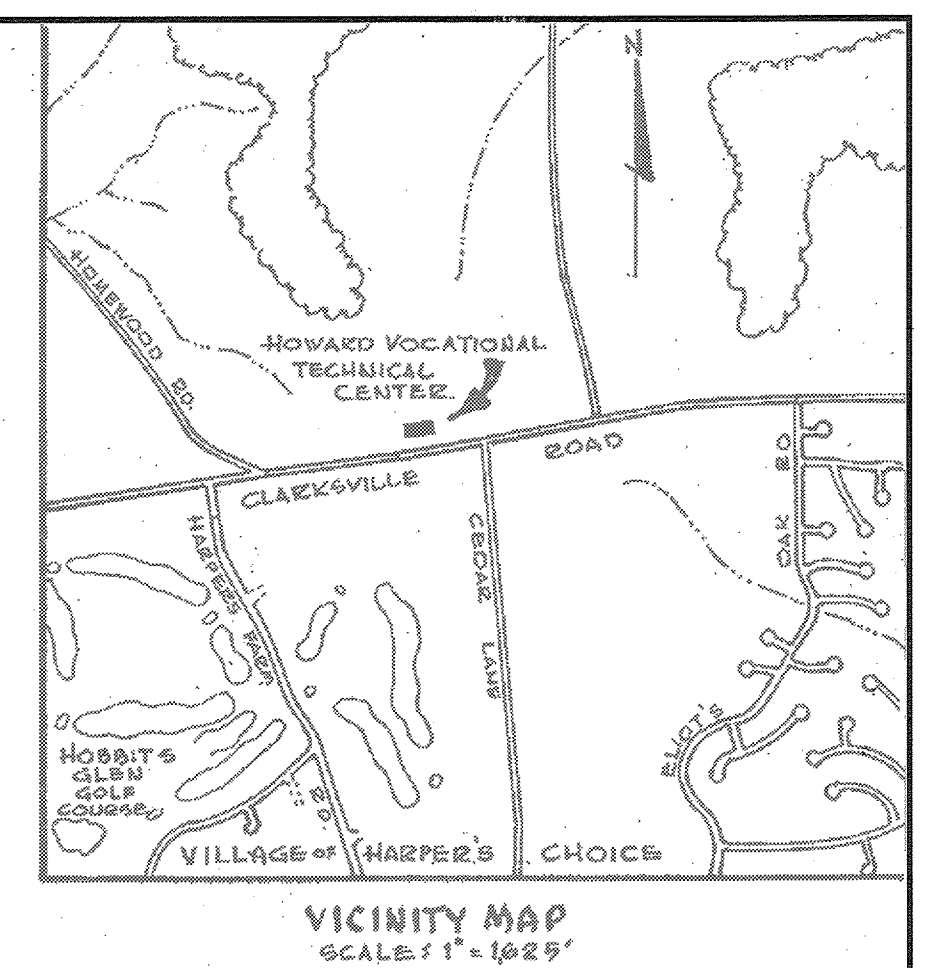 N
HOMEWOOD RD.
HOWARD VOCATIONAL
TECHNICAL
CENTER
CLARKSVILLE ROAD
HARPERS FARM RD.
CEDAR LANE
ELIOT'S OAK RD
HOBBITS
GLEN
GOLF
COURSE
VILLAGE OF HARPER'S CHOICE
VICINITY MAP
SCALE: 1" = 1,625'